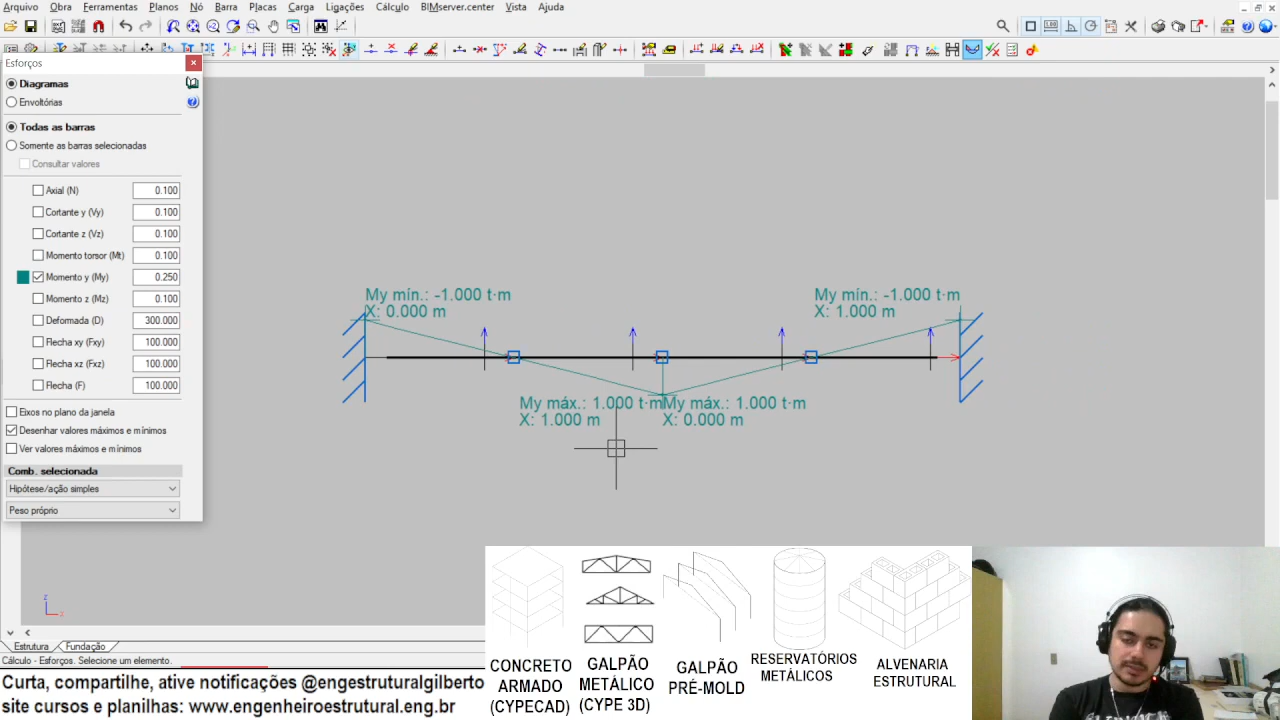 Arquivo Obra Ferramentas Planos Nó Barra Placas Carga Ligações Cálculo BIMserver.center Vista Ajuda
Esforços
Diagramas
Envoltórias
Todas as barras
Somente as barras selecionadas
Consultar valores
Axial (N) 0.100
Cortante y (Vy) 0.100
Cortante z (Vz) 0.100
Momento torsor (Mt) 0.100
Momento y (My) 0.250
Momento z (Mz) 0.100
Deformada (D) 300.000
Flecha xy (Fxy) 100.000
Flecha xz (Fxz) 100.000
Flecha (F) 100.000
Eixos no plano da janela
Desenhar valores máximos e mínimos
Ver valores máximos e mínimos
Comb. selecionada
Hipótese/ação simples
Peso próprio
My mín.: -1.000 t·m
X: 0.000 m
My mín.: -1.000 t·m
X: 1.000 m
My máx.: 1.000 t·m
X: 1.000 m
My máx.: 1.000 t·m
X: 0.000 m
Estrutura Fundação
Cálculo - Esforços. Selecione um elemento.
Curta, compartilhe, ative notificações @engestruturalgilberto
site cursos e planilhas: www.engenheiroestrutural.eng.br
CONCRETO
ARMADO
(CYPECAD)
GALPÃO
METÁLICO
(CYPE 3D)
GALPÃO
PRÉ-MOLD
RESERVATÓRIOS
METÁLICOS
ALVENARIA
ESTRUTURAL